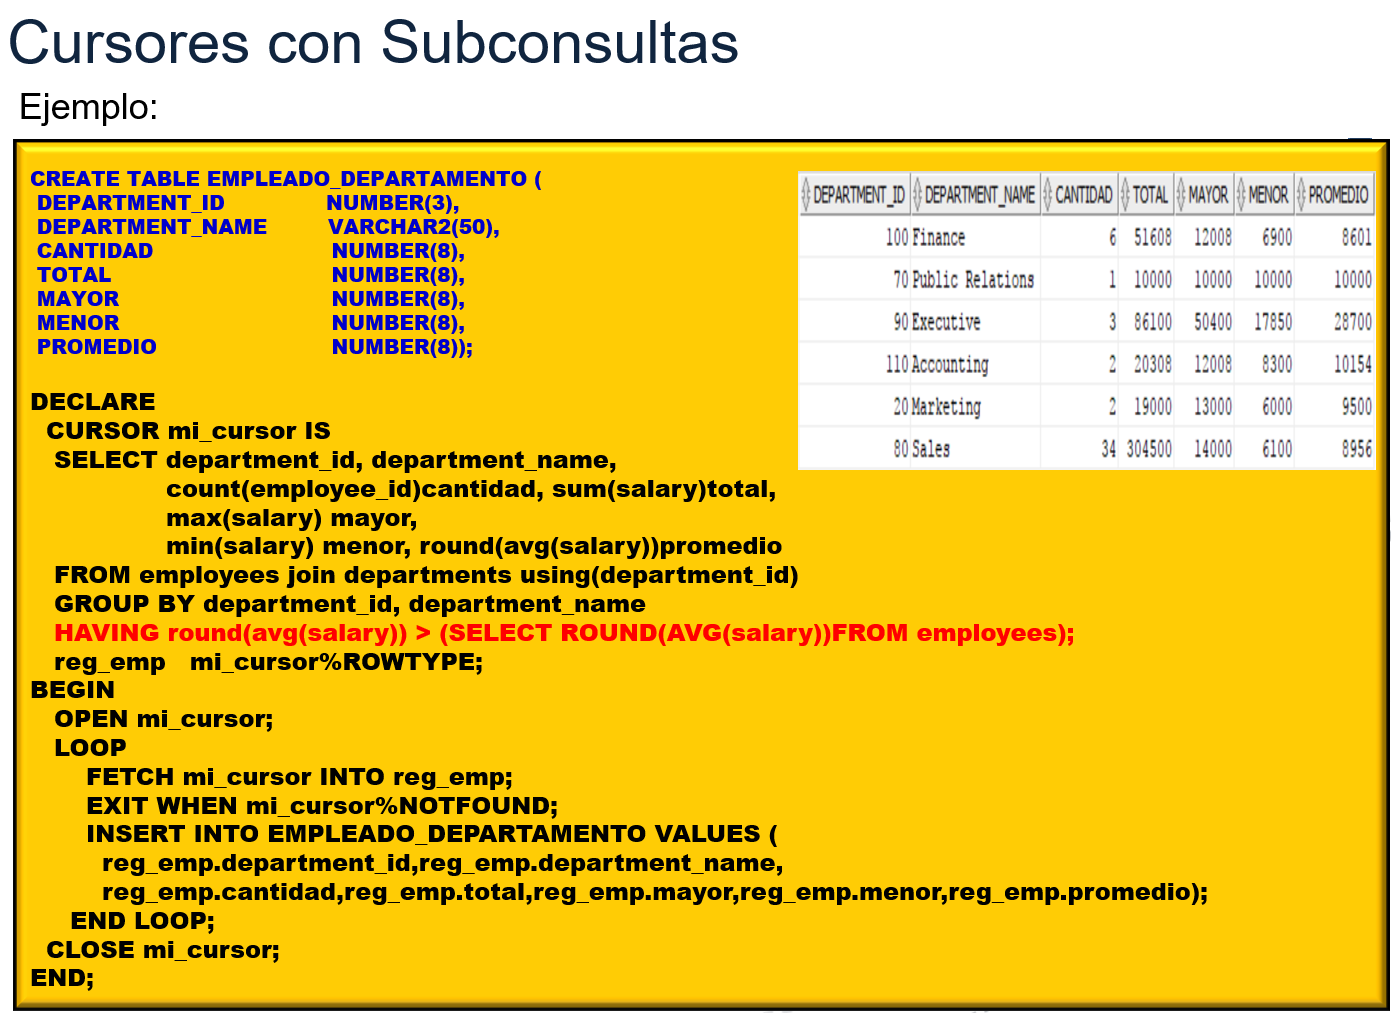 Cursores con Subconsultas
Ejemplo:
CREATE TABLE EMPLEADO_DEPARTAMENTO (
DEPARTMENT_ID NUMBER(3),
DEPARTMENT_NAME VARCHAR2(50),
CANTIDAD NUMBER(8),
TOTAL NUMBER(8),
MAYOR NUMBER(8),
MENOR NUMBER(8),
PROMEDIO NUMBER(8));
DEPARTMENT_ID DEPARTMENT_NAME CANTIDAD TOTAL MAYOR MENOR PROMEDIO
100 Finance 6 51608 12008 6900 8601
70 Public Relations 1 10000 10000 10000 10000
90 Executive 3 86100 50400 17850 28700
110 Accounting 2 20308 12008 8300 10154
20 Marketing 2 19000 13000 6000 9500
80 Sales 34 304500 14000 6100 8956
DECLARE
CURSOR mi_cursor IS
SELECT department_id, department_name,
count(employee_id)cantidad, sum(salary)total,
max(salary) mayor,
min(salary) menor, round(avg(salary))promedio
FROM employees join departments using(department_id)
GROUP BY department_id, department_name
HAVING round(avg(salary)) > (SELECT ROUND(AVG(salary))FROM employees);
reg_emp mi_cursor%ROWTYPE;
BEGIN
OPEN mi_cursor;
LOOP
FETCH mi_cursor INTO reg_emp;
EXIT WHEN mi_cursor%NOTFOUND;
INSERT INTO EMPLEADO_DEPARTAMENTO VALUES (
reg_emp.department_id,reg_emp.department_name,
reg_emp.cantidad,reg_emp.total,reg_emp.mayor,reg_emp.menor,reg_emp.promedio);
END LOOP;
CLOSE mi_cursor;
END;